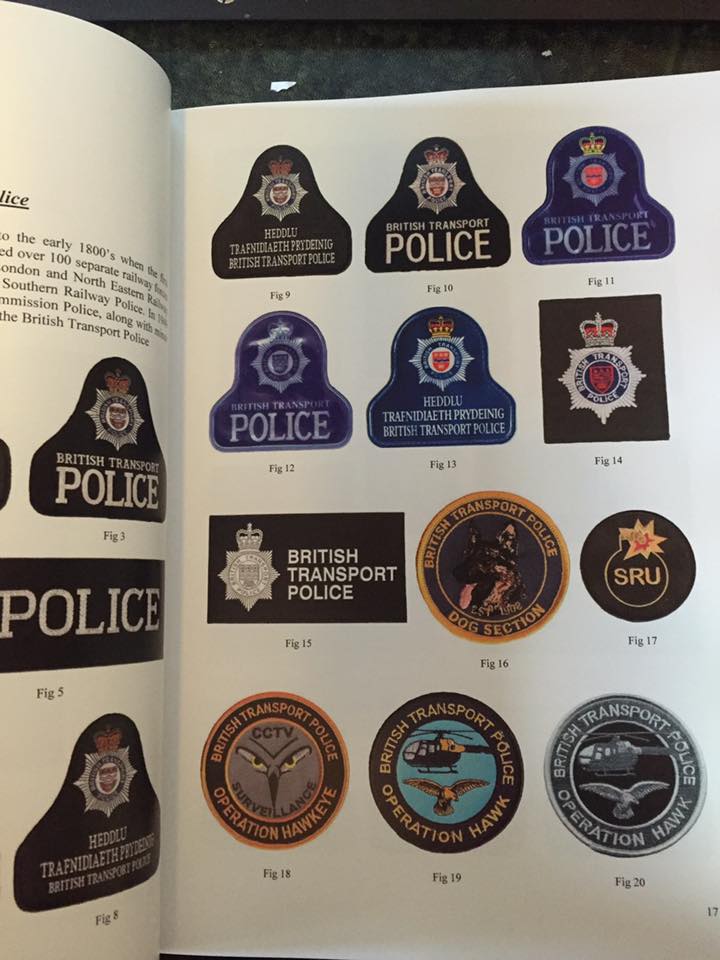 lice
to the early 1800's when the
ed over 100 separate railway
London and North Eastern
Southern Railway Police. In
mmission Police, along with
the British Transport Police
BRITISH TRANSPORT
POLICE
Fig 3
POLICE
Fig 5
HEDDLU
TRAFNIDIAETH PRYDEINIG
BRITISH TRANSPORT POLICE
Fig 8
HEDDLU
TRAFNIDIAETH PRYDEINIG
BRITISH TRANSPORT POLICE
Fig 9
BRITISH TRANSPORT
POLICE
Fig 10
BRITISH TRANSPORT
POLICE
Fig 11
BRITISH TRANSPORT
POLICE
Fig 12
HEDDLU
TRAFNIDIAETH PRYDEINIG
BRITISH TRANSPORT POLICE
Fig 13
BRITISH TRANSPORT
POLICE
Fig 14
BRITISH
TRANSPORT
POLICE
Fig 15
BRITISH TRANSPORT POLICE
DOG SECTION
Fig 16
SRU
Fig 17
BRITISH TRANSPORT POLICE
CCTV
SURVEILLANCE
OPERATION HAWKEYE
Fig 18
BRITISH TRANSPORT POLICE
OPERATION HAWK
Fig 19
BRITISH TRANSPORT POLICE
OPERATION HAWK
Fig 20
17